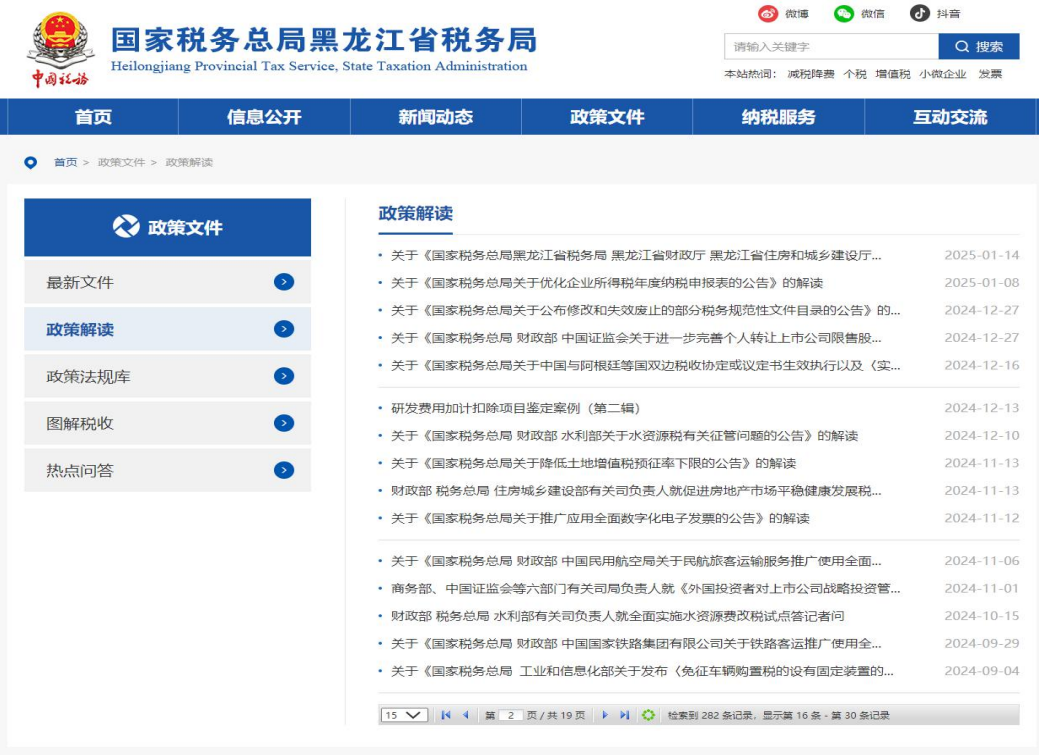 微博 微信 抖音
国家税务总局黑龙江省税务局
Heilongjiang Provincial Tax Service, State Taxation Administration
中国税务
请输入关键字 搜索
本站热词: 减税降费 个税 增值税 小微企业 发票
首页 信息公开 新闻动态 政策文件 纳税服务 互动交流
首页 > 政策文件 > 政策解读
政策文件
最新文件
政策解读
政策法规库
图解税收
热点问答
政策解读
• 关于《国家税务总局黑龙江省税务局 黑龙江省财政厅 黑龙江省住房和城乡建设厅... 2025-01-14
• 关于《国家税务总局关于优化企业所得税年度纳税申报表的公告》的解读 2025-01-08
• 关于《国家税务总局关于公布修改和失效废止的部分税务规范性文件目录的公告》的... 2024-12-27
• 关于《国家税务总局 财政部 中国证监会关于进一步完善个人转让上市公司限售股... 2024-12-27
• 关于《国家税务总局关于中国与阿根廷等国双边税收协定或议定书生效执行以及〈实... 2024-12-16
• 研发费用加计扣除项目鉴定案例（第二辑） 2024-12-13
• 关于《国家税务总局 财政部 水利部关于水资源税有关征管问题的公告》的解读 2024-12-10
• 关于《国家税务总局关于降低土地增值税预征率下限的公告》的解读 2024-11-13
• 财政部 税务总局 住房城乡建设部有关司负责人就促进房地产市场平稳健康发展税... 2024-11-13
• 关于《国家税务总局关于推广应用全面数字化电子发票的公告》的解读 2024-11-12
• 关于《国家税务总局 财政部 中国民用航空局关于民航旅客运输服务推广使用全面... 2024-11-06
• 商务部、中国证监会等六部门有关司局负责人就《外国投资者对上市公司战略投资管... 2024-11-01
• 财政部 税务总局 水利部有关司负责人就全面实施水资源费改税试点答记者问 2024-10-15
• 关于《国家税务总局 财政部 中国国家铁路集团有限公司关于铁路客运推广使用全... 2024-09-29
• 关于《国家税务总局 工业和信息化部关于发布〈免征车辆购置税的设有固定装置的... 2024-09-04
15 第 2 页 / 共 19 页 检索到 282 条记录，显示第 16 条 - 第 30 条记录